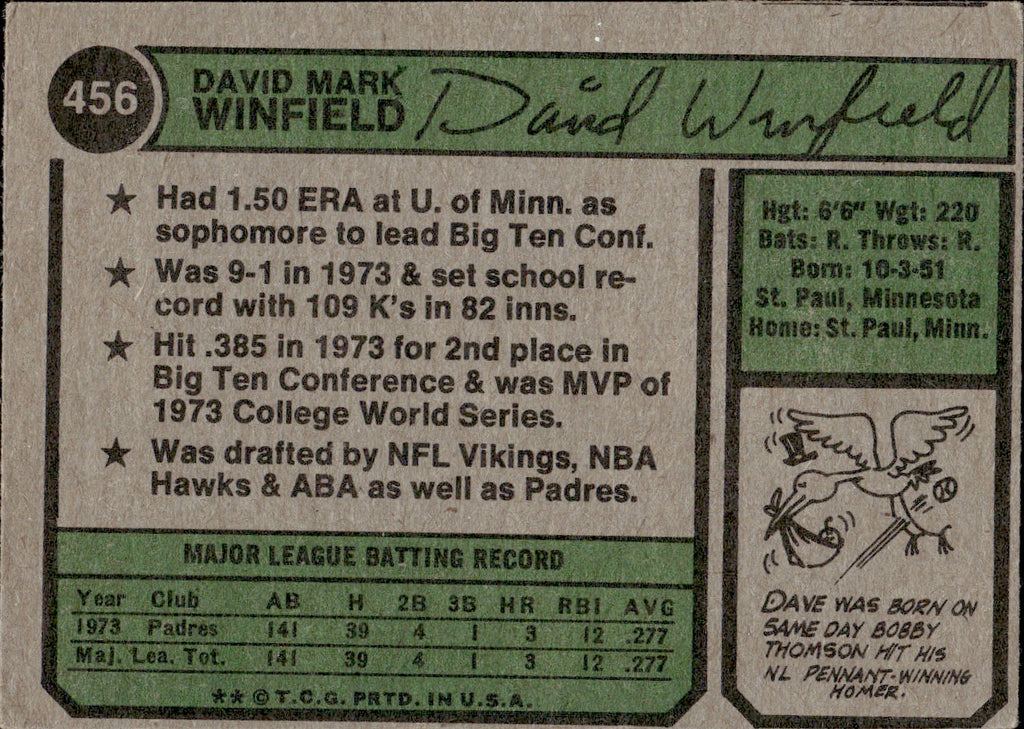 456
DAVID MARK
WINFIELD
David Winfield
★ Had 1.50 ERA at U. of Minn. as
sophomore to lead Big Ten Conf.
★ Was 9-1 in 1973 & set school re-
cord with 109 K's in 82 inns.
★ Hit .385 in 1973 for 2nd place in
Big Ten Conference & was MVP of
1973 College World Series.
★ Was drafted by NFL Vikings, NBA
Hawks & ABA as well as Padres.
MAJOR LEAGUE BATTING RECORD
Year Club AB H 2B 3B HR RBI AVG
1973 Padres 141 39 4 1 3 12 .277
Maj. Lea. Tot. 141 39 4 1 3 12 .277
** © T.C.G. PRTD. IN U.S.A.
Hgt: 6'6" Wgt: 220
Bats: R. Throws: R.
Born: 10-3-51
St. Paul, Minnesota
Home: St. Paul, Minn.
DAVE WAS BORN ON
SAME DAY BOBBY
THOMSON HIT HIS
NL PENNANT-WINNING
HOMER.